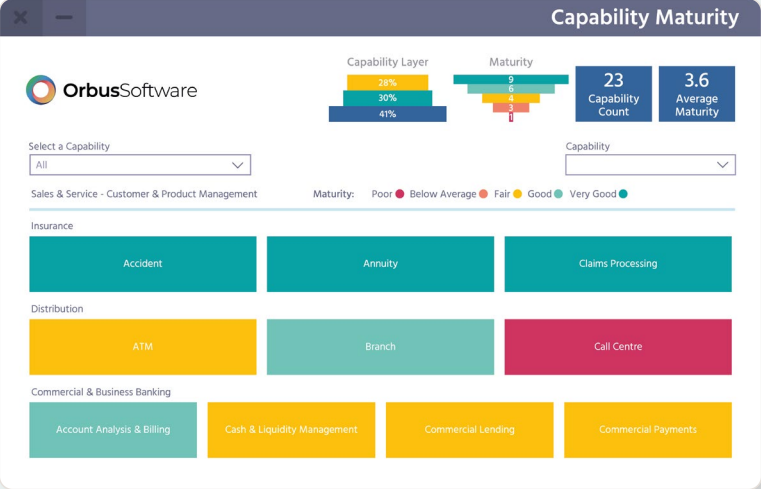 Capability Maturity
OrbusSoftware
Capability Layer
28%
30%
41%
Maturity
9
6
4
3
1
23
Capability
Count
3.6
Average
Maturity
Select a Capability
All
Capability
Sales & Service - Customer & Product Management
Maturity: Poor Below Average Fair Good Very Good
Insurance
Accident Annuity Claims Processing
Distribution
ATM Branch Call Centre
Commercial & Business Banking
Account Analysis & Billing Cash & Liquidity Management Commercial Lending Commercial Payments